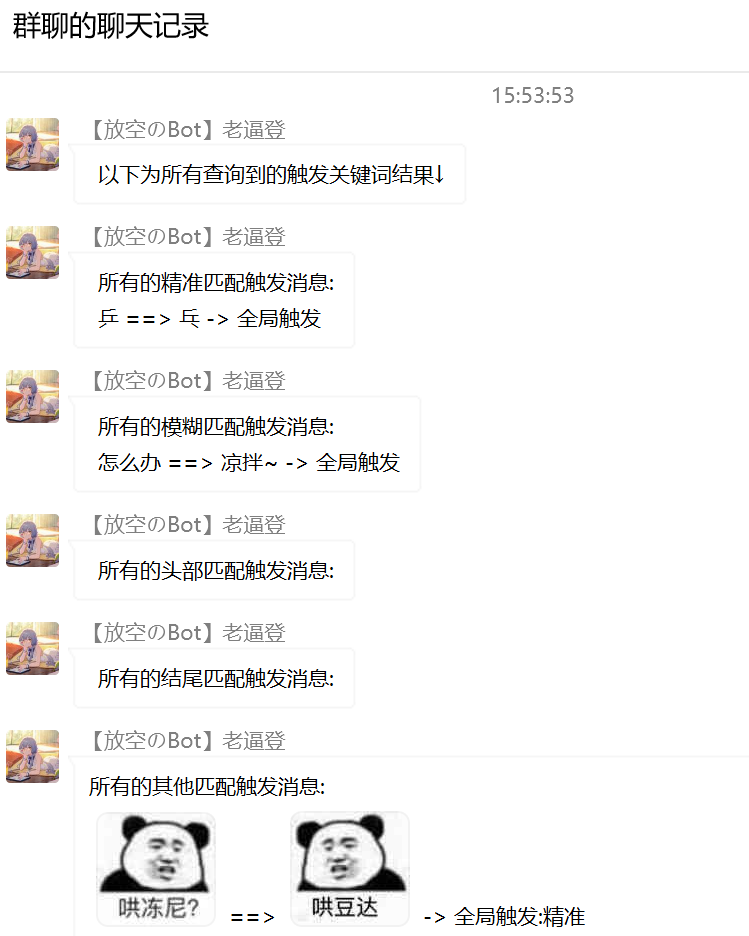 群聊的聊天记录
15:53:53
【放空のBot】老逼登
以下为所有查询到的触发关键词结果↓
【放空のBot】老逼登
所有的精准匹配触发消息:
乒 ==> 乓 -> 全局触发
【放空のBot】老逼登
所有的模糊匹配触发消息:
怎么办 ==> 凉拌~ -> 全局触发
【放空のBot】老逼登
所有的头部匹配触发消息:
【放空のBot】老逼登
所有的结尾匹配触发消息:
【放空のBot】老逼登
所有的其他匹配触发消息:
哄冻尼? ==> 哄豆达 -> 全局触发:精准